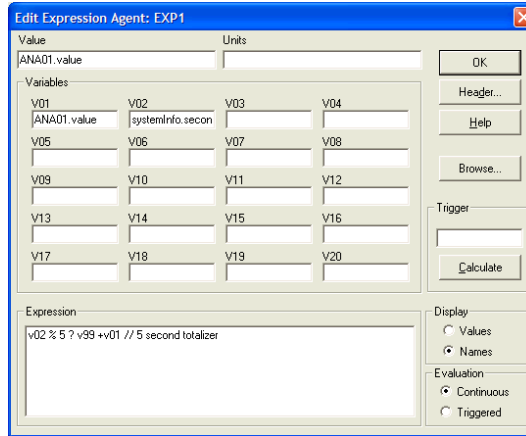 Edit Expression Agent: EXP1
Value Units
ANA01.value
OK
Variables
V01 V02 V03 V04
ANA01.value systemInfo.secon
Header...
Help
V05 V06 V07 V08
Browse...
V09 V10 V11 V12
V13 V14 V15 V16
Trigger
V17 V18 V19 V20
Calculate
Expression
v02 % 5 ? v99 +v01 // 5 second totalizer
Display
Values
Names
Evaluation
Continuous
Triggered